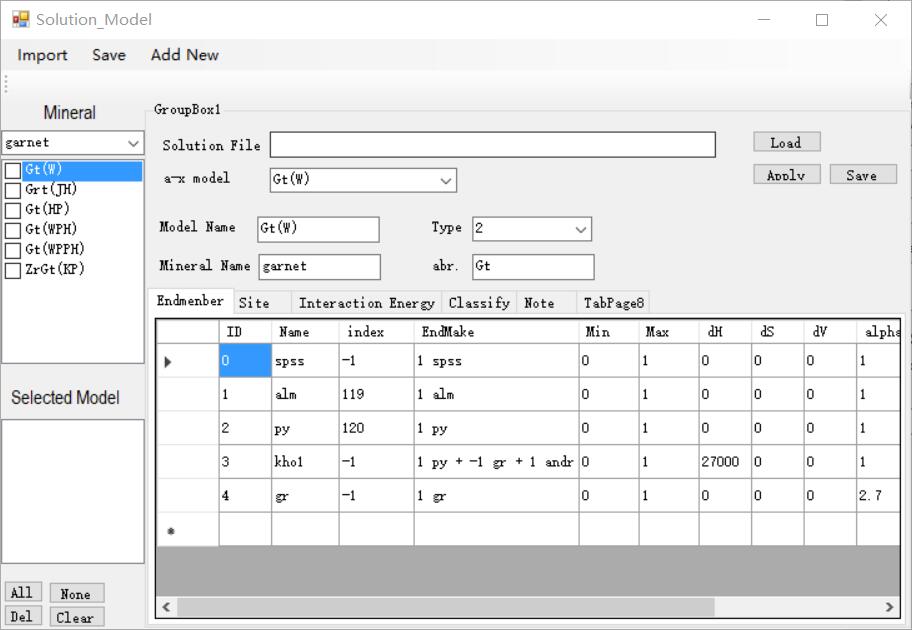 Solution_Model
Import Save Add New
Mineral
garnet
Gt(W)
Grt(JH)
Gt(HP)
Gt(WPH)
Gt(WPPH)
ZrGt(KP)
Selected Model
All None
Del Clear
GroupBox1
Solution File Load
a-x model Gt(W) Apply Save
Model Name Gt(W) Type 2
Mineral Name garnet abr. Gt
Endmenber Site Interaction Energy Classify Note TabPage8
ID Name index EndMake Min Max dH dS dV alpha
0 spss -1 1 spss 0 1 0 0 0 1
1 alm 119 1 alm 0 1 0 0 0 1
2 py 120 1 py 0 1 0 0 0 1
3 kho1 -1 1 py + -1 gr + 1 andr 0 1 27000 0 0 1
4 gr -1 1 gr 0 1 0 0 0 2.7